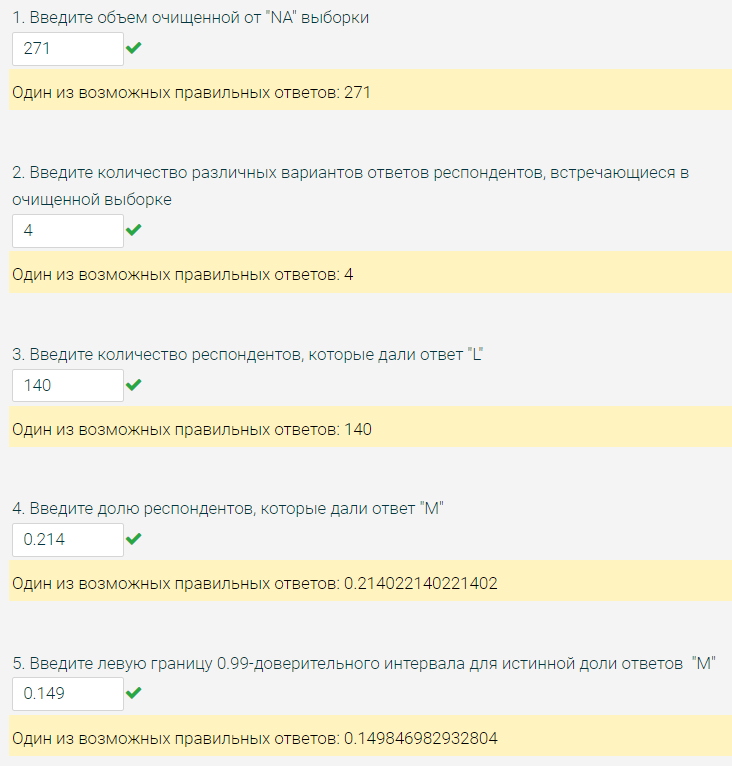 1. Введите объем очищенной от "NA" выборки
271
Один из возможных правильных ответов: 271
2. Введите количество различных вариантов ответов респондентов, встречающиеся в
очищенной выборке
4
Один из возможных правильных ответов: 4
3. Введите количество респондентов, которые дали ответ "L"
140
Один из возможных правильных ответов: 140
4. Введите долю респондентов, которые дали ответ "M"
0.214
Один из возможных правильных ответов: 0.214022140221402
5. Введите левую границу 0.99-доверительного интервала для истинной доли ответов "M"
0.149
Один из возможных правильных ответов: 0.149846982932804